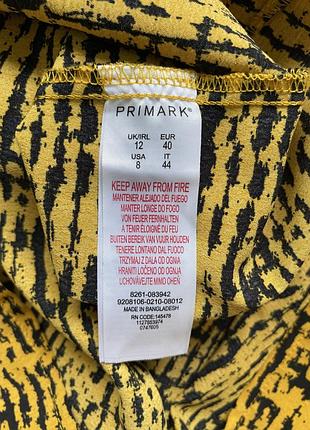 PRIMARK®
UK/IRL EUR
12 40
USA IT
8 44
KEEP AWAY FROM FIRE
MANTENER ALEJADO DEL FUEGO
MANTER LONGE DO FOGO
VON FEUER FERNHALTEN
A TENIR ÉLOIGNÉ DU FEU
BUITEN BEREIK VAN VUUR HOUDEN
TENERE LONTANO DAL FUOCO
TRZYMAJ Z DALA OD OGNIA
HRANITI LOČENO OD OGNJA
UCHOVÁVEJTE MIMO OHEŇ
8261-083942
9208106-0210-08012
MADE IN BANGLADESH
RN CODE: 145478
1127853974
0747605